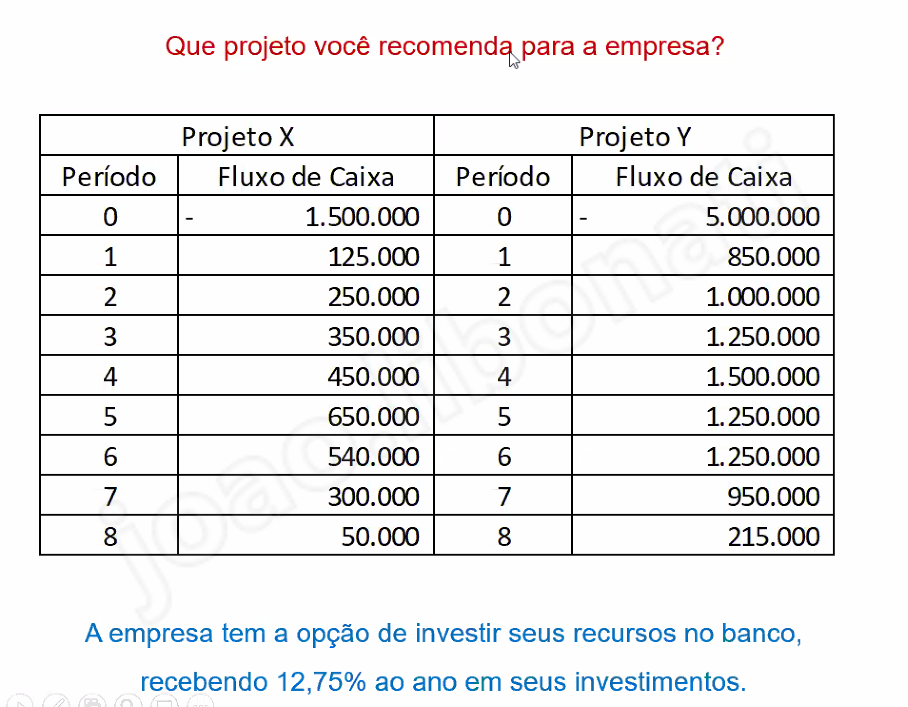 Que projeto você recomenda para a empresa?
Projeto X Projeto Y
Período Fluxo de Caixa Período Fluxo de Caixa
0 - 1.500.000 0 - 5.000.000
1 125.000 1 850.000
2 250.000 2 1.000.000
3 350.000 3 1.250.000
4 450.000 4 1.500.000
5 650.000 5 1.250.000
6 540.000 6 1.250.000
7 300.000 7 950.000
8 50.000 8 215.000
A empresa tem a opção de investir seus recursos no banco,
recebendo 12,75% ao ano em seus investimentos.